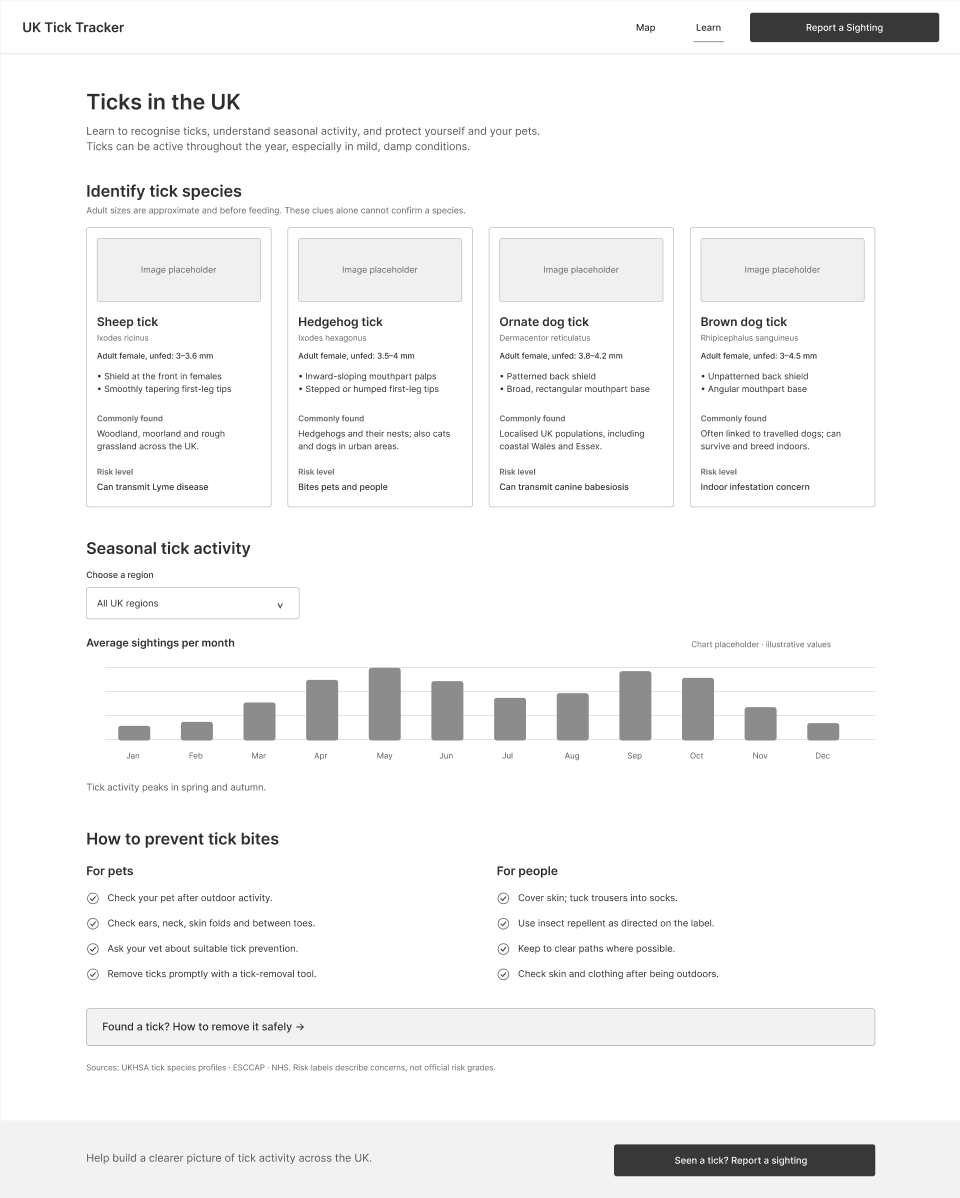 UK Tick Tracker
Map
Learn
Report a Sighting
Ticks in the UK
Learn to recognise ticks, understand seasonal activity, and protect yourself and your pets.
Ticks can be active throughout the year, especially in mild, damp conditions.
Identify tick species
Adult sizes are approximate and before feeding. These clues alone cannot confirm a species.
Image placeholder
Sheep tick
Ixodes ricinus
Adult female, unfed: 3–3.6 mm
• Shield at the front in females
• Smoothly tapering first-leg tips
Commonly found
Woodland, moorland and rough
grassland across the UK.
Risk level
Can transmit Lyme disease
Image placeholder
Hedgehog tick
Ixodes hexagonus
Adult female, unfed: 3.5–4 mm
• Inward-sloping mouthpart palps
• Stepped or humped first-leg tips
Commonly found
Hedgehogs and their nests; also cats
and dogs in urban areas.
Risk level
Bites pets and people
Image placeholder
Ornate dog tick
Dermacentor reticulatus
Adult female, unfed: 3.8–4.2 mm
• Patterned back shield
• Broad, rectangular mouthpart base
Commonly found
Localised UK populations, including
coastal Wales and Essex.
Risk level
Can transmit canine babesiosis
Image placeholder
Brown dog tick
Rhipicephalus sanguineus
Adult female, unfed: 3–4.5 mm
• Unpatterned back shield
• Angular mouthpart base
Commonly found
Often linked to travelled dogs; can
survive and breed indoors.
Risk level
Indoor infestation concern
Seasonal tick activity
Choose a region
All UK regions
Average sightings per month
Chart placeholder · illustrative values
Jan
Feb
Mar
Apr
May
Jun
Jul
Aug
Sep
Oct
Nov
Dec
Tick activity peaks in spring and autumn.
How to prevent tick bites
For pets
Check your pet after outdoor activity.
Check ears, neck, skin folds and between toes.
Ask your vet about suitable tick prevention.
Remove ticks promptly with a tick-removal tool.
For people
Cover skin; tuck trousers into socks.
Use insect repellent as directed on the label.
Keep to clear paths where possible.
Check skin and clothing after being outdoors.
Found a tick? How to remove it safely →
Sources: UKHSA tick species profiles · ESCCAP · NHS. Risk labels describe concerns, not official risk grades.
Help build a clearer picture of tick activity across the UK.
Seen a tick? Report a sighting